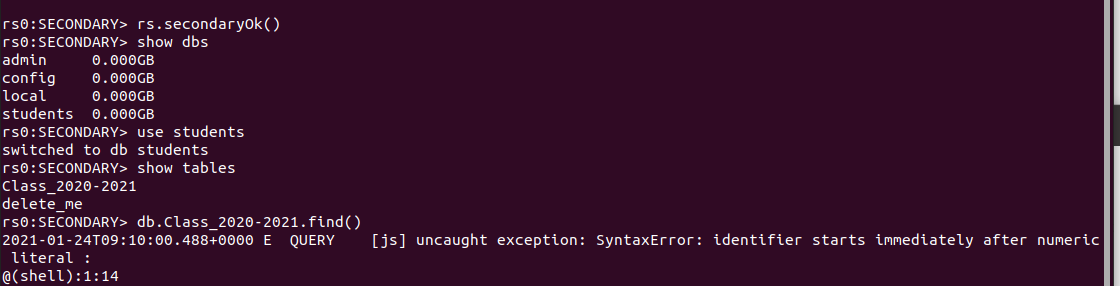 rs0:SECONDARY> rs.secondaryOk()
rs0:SECONDARY> show dbs
admin     0.000GB
config    0.000GB
local     0.000GB
students  0.000GB
rs0:SECONDARY> use students
switched to db students
rs0:SECONDARY> show tables
Class_2020-2021
delete_me
rs0:SECONDARY> db.Class_2020-2021.find()
2021-01-24T09:10:00.488+0000 E  QUERY    [js] uncaught exception: SyntaxError: identifier starts immediately after numeric
 literal :
@(shell):1:14